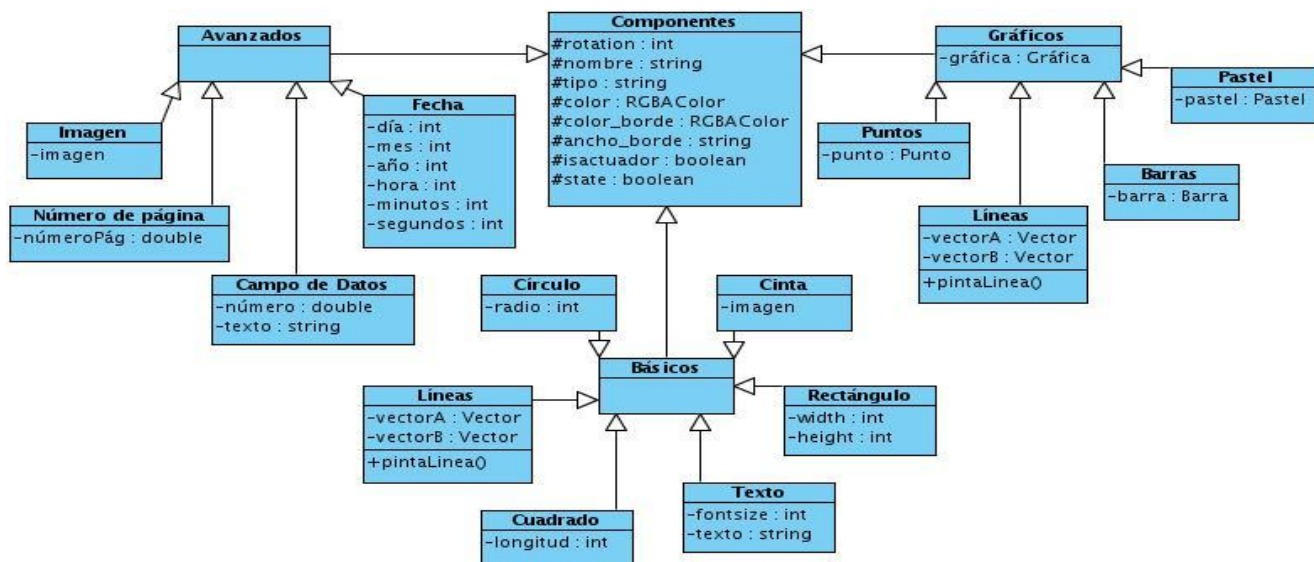 Avanzados
Componentes
#rotation : int
#nombre : string
#tipo : string
#color : RGBAColor
#color_borde : RGBAColor
#ancho_borde : string
#isactuador : boolean
#state : boolean
Gráficos
-gráfica : Gráfica
Pastel
-pastel : Pastel
Imagen
-imagen
Fecha
-día : int
-mes : int
-año : int
-hora : int
-minutos : int
-segundos : int
Puntos
-punto : Punto
Barras
-barra : Barra
Número de página
-númeroPág : double
Líneas
-vectorA : Vector
-vectorB : Vector
+pintaLinea()
Campo de Datos
-número : double
-texto : string
Círculo
-radio : int
Cinta
-imagen
Básicos
Líneas
-vectorA : Vector
-vectorB : Vector
+pintaLinea()
Rectángulo
-width : int
-height : int
Cuadrado
-longitud : int
Texto
-fontsize : int
-texto : string